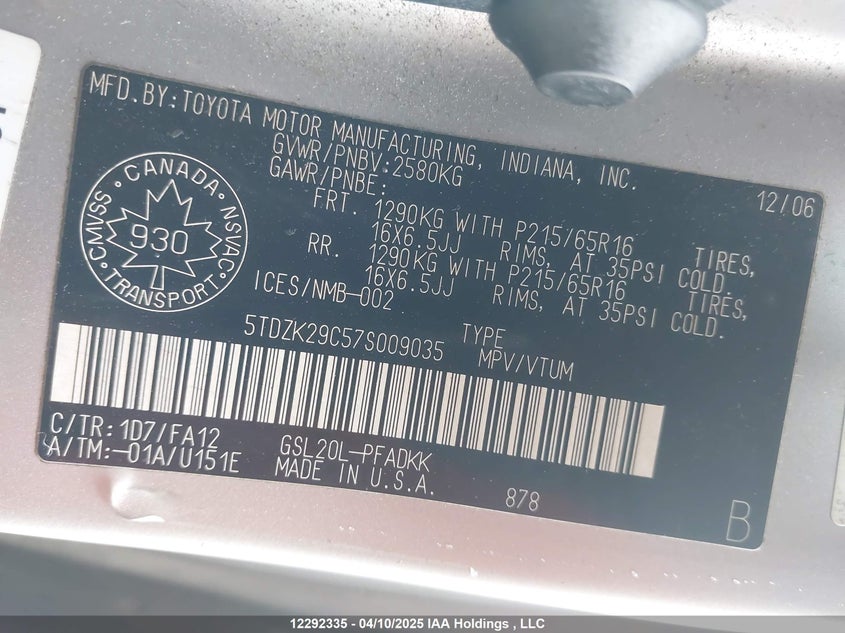 MFD.BY:TOYOTA MOTOR MANUFACTURING, INDIANA, INC.
GVWR/PNBV:2580KG
12/06
GAWR/PNBE:
FRT. 1290KG WITH P215/65R16 TIRES,
16X6.5JJ RIMS, AT 35PSI COLD.
RR. 1290KG WITH P215/65R16 TIRES,
16X6.5JJ RIMS, AT 35PSI COLD.
ICES/NMB-002
CANADA
CMVSS • NSVAC
930
TRANSPORT
5TDZK29C57S009035
TYPE
MPV/VTUM
C/TR:1D7/FA12
A/TM:-01A/U151E
GSL20L-PFADKK
MADE IN U.S.A.
878
B
12292335 - 04/10/2025 IAA Holdings , LLC